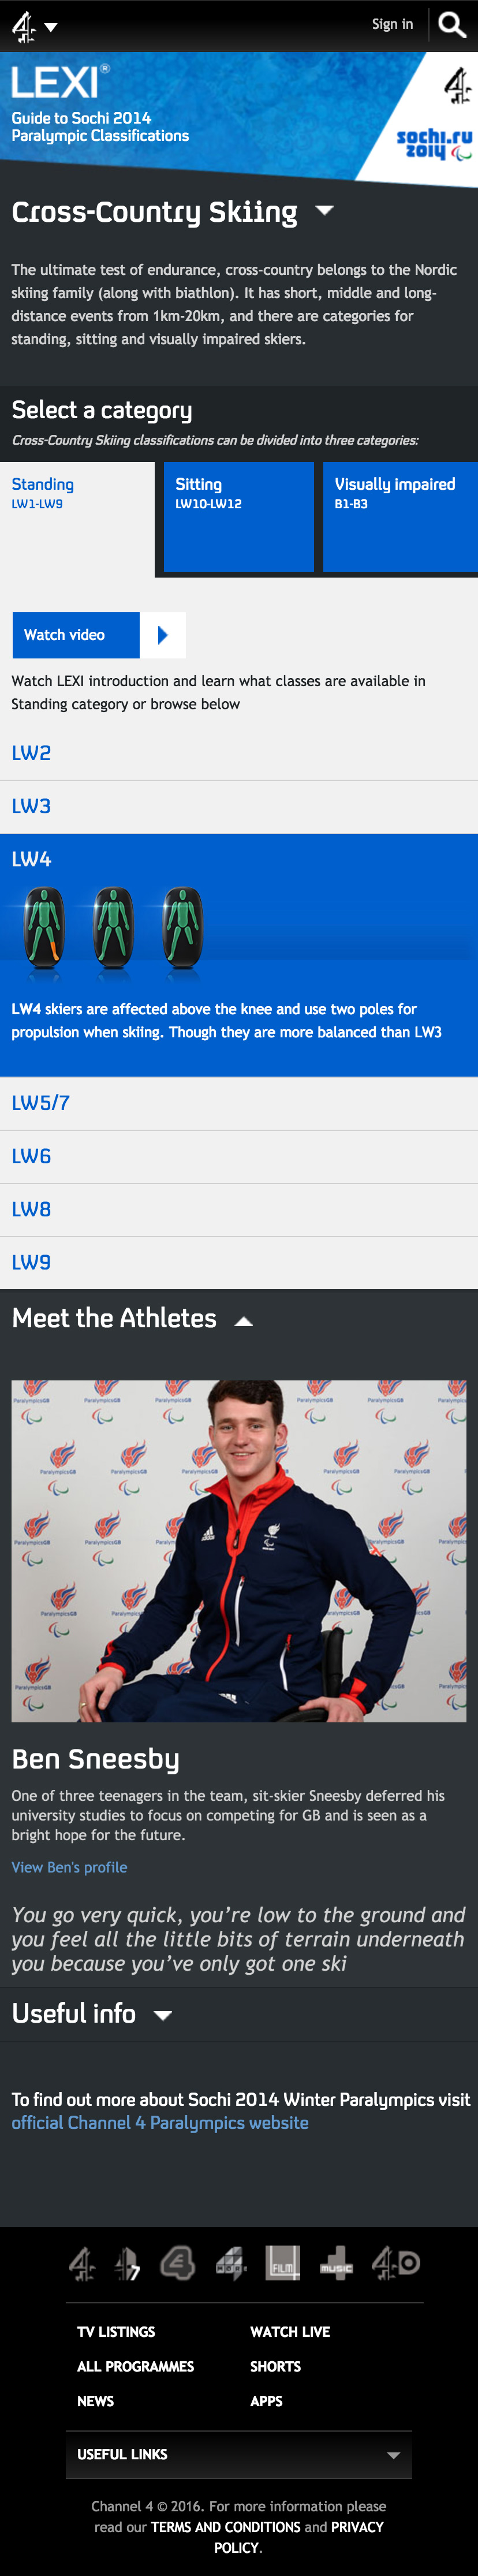 Sign in
LEXI®
Guide to Sochi 2014
Paralympic Classifications
4
sochi.ru
2014
Cross-Country Skiing
The ultimate test of endurance, cross-country belongs to the Nordic
skiing family (along with biathlon). It has short, middle and long-
distance events from 1km-20km, and there are categories for
standing, sitting and visually impaired skiers.
Select a category
Cross-Country Skiing classifications can be divided into three categories:
Standing
LW1-LW9
Sitting
LW10-LW12
Visually impaired
B1-B3
Watch video
Watch LEXI introduction and learn what classes are available in
Standing category or browse below
LW2
LW3
LW4
LW4 skiers are affected above the knee and use two poles for
propulsion when skiing. Though they are more balanced than LW3
LW5/7
LW6
LW8
LW9
Meet the Athletes
ParalympicsGB
adidas
Ben Sneesby
One of three teenagers in the team, sit-skier Sneesby deferred his
university studies to focus on competing for GB and is seen as a
bright hope for the future.
View Ben's profile
You go very quick, you’re low to the ground and
you feel all the little bits of terrain underneath
you because you’ve only got one ski
Useful info
To find out more about Sochi 2014 Winter Paralympics visit
official Channel 4 Paralympics website
4 7 4 MORE FILM MUSIC 4OD
TV LISTINGS
WATCH LIVE
ALL PROGRAMMES
SHORTS
NEWS
APPS
USEFUL LINKS
Channel 4 © 2016. For more information please
read our TERMS AND CONDITIONS and PRIVACY
POLICY.